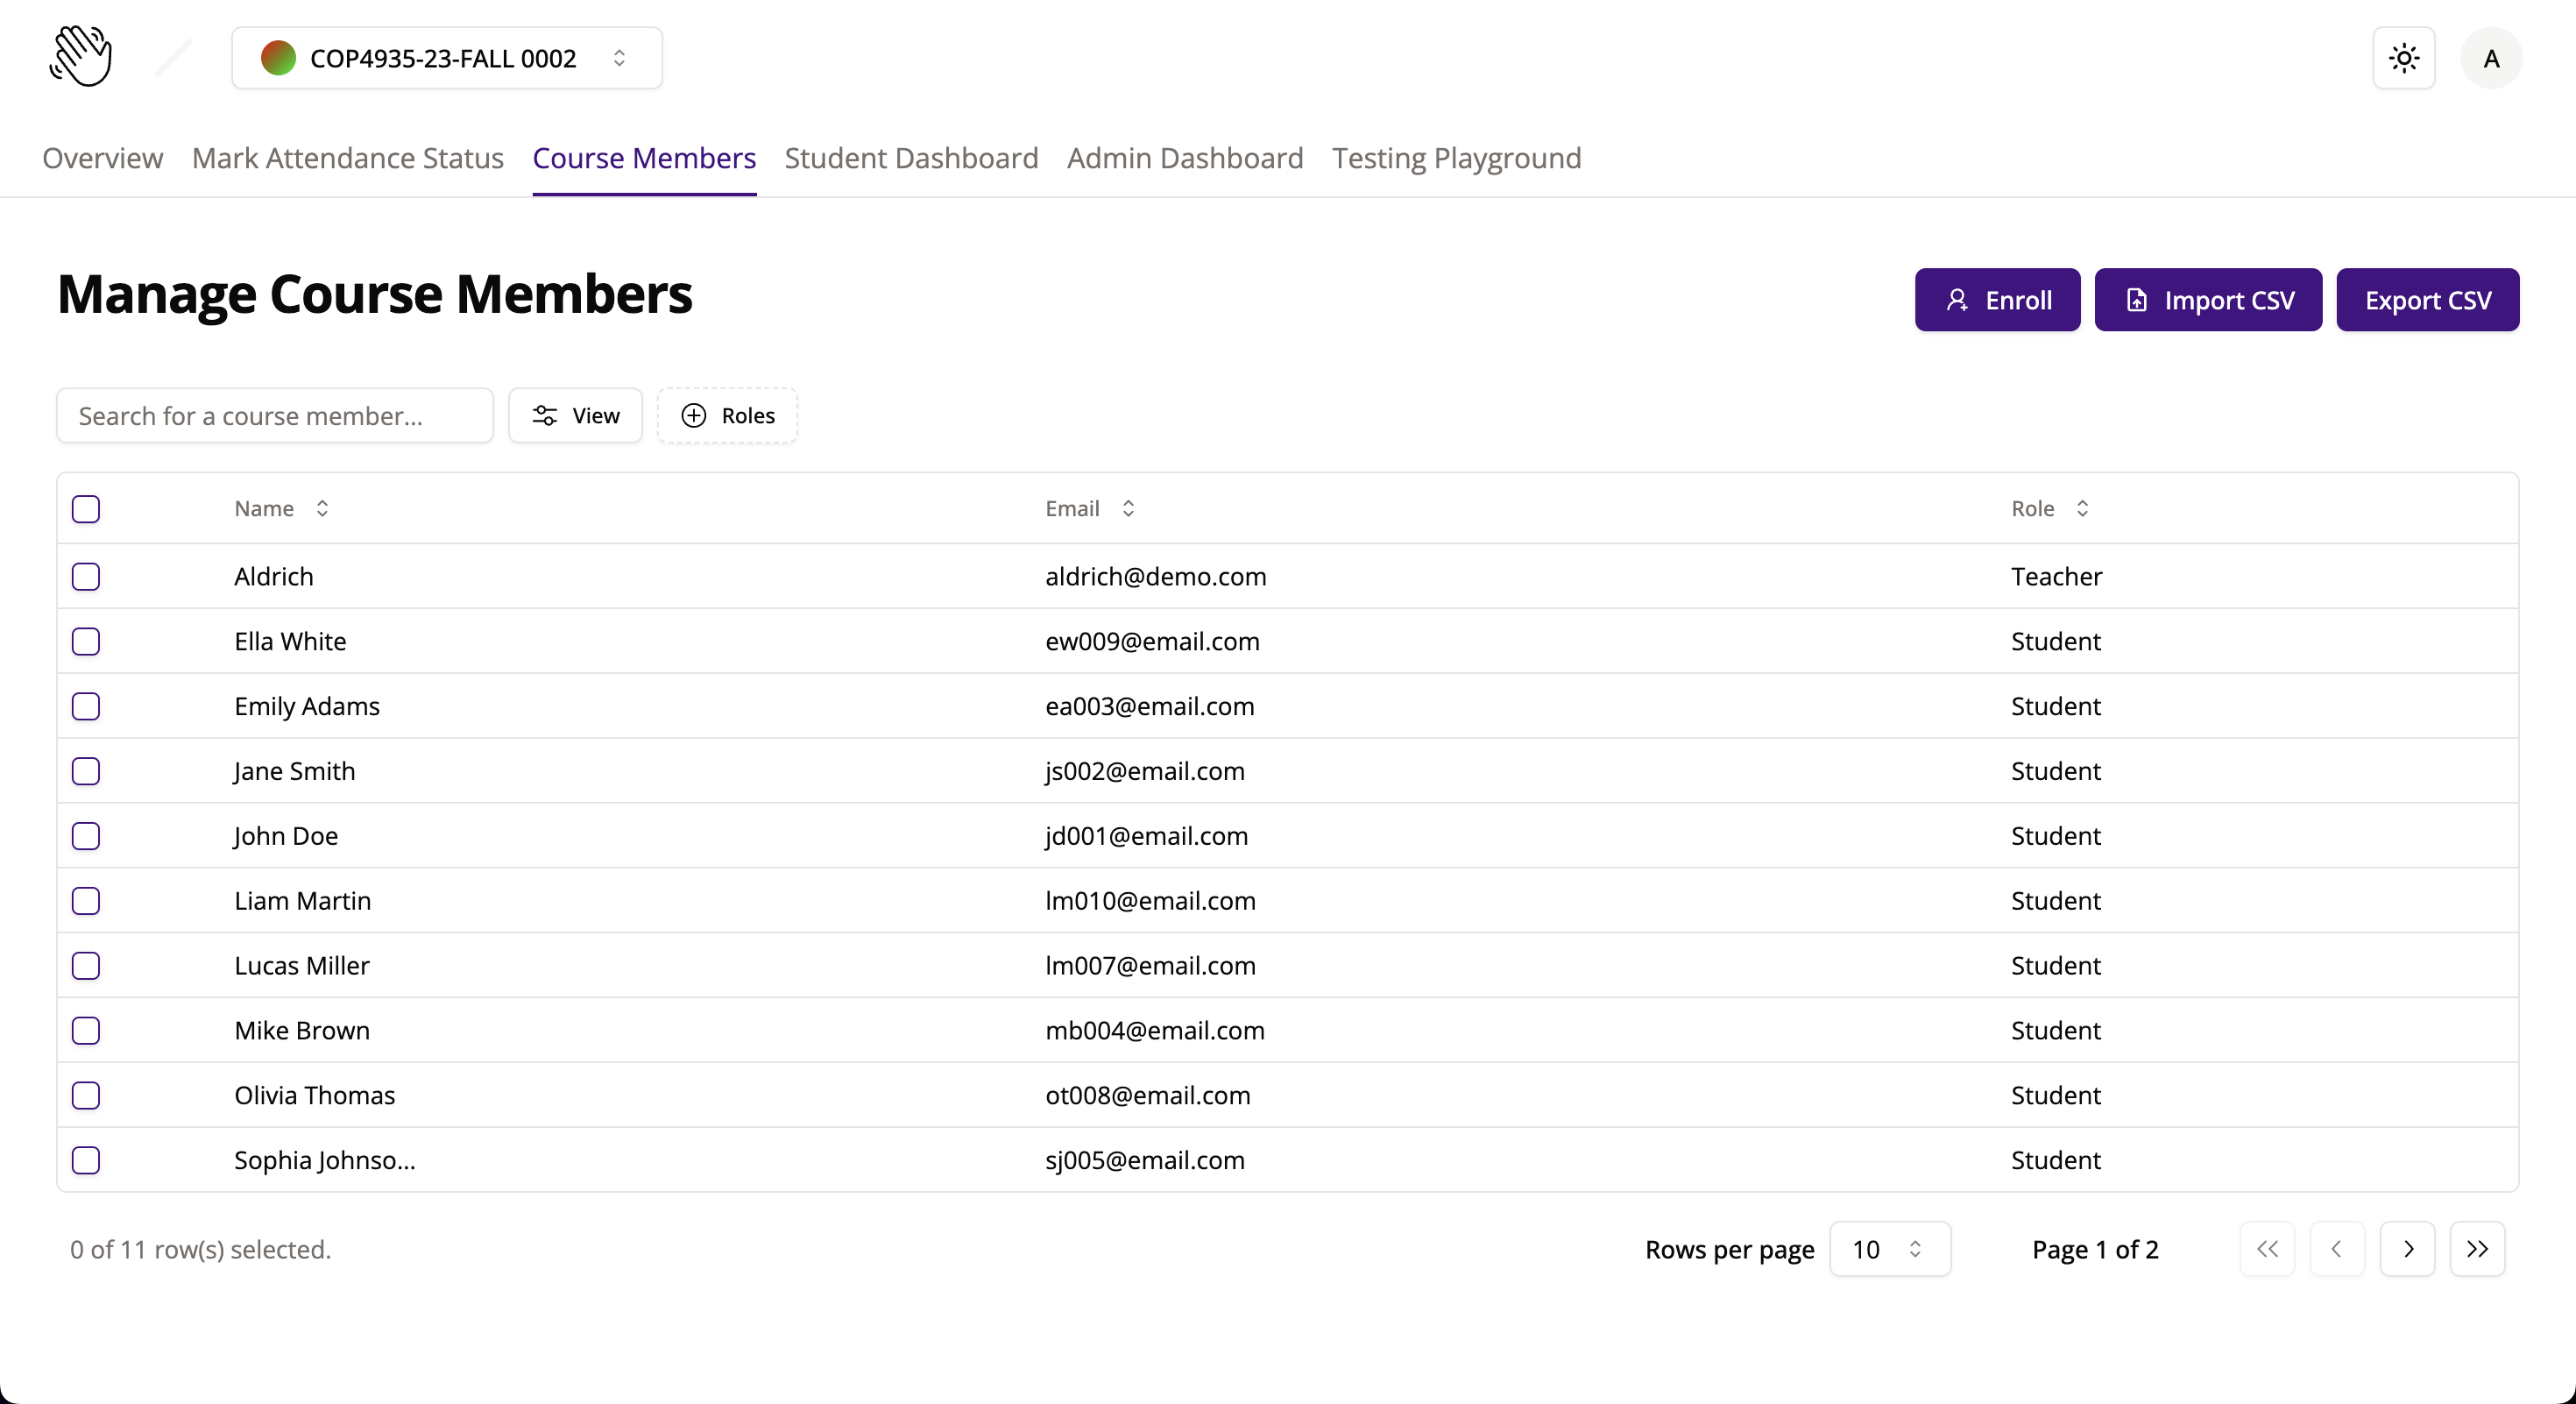 COP4935-23-FALL 0002
A
Overview Mark Attendance Status Course Members Student Dashboard Admin Dashboard Testing Playground
Manage Course Members
Enroll Import CSV Export CSV
Search for a course member...
View
Roles
Name Email Role
Aldrich aldrich@demo.com Teacher
Ella White ew009@email.com Student
Emily Adams ea003@email.com Student
Jane Smith js002@email.com Student
John Doe jd001@email.com Student
Liam Martin lm010@email.com Student
Lucas Miller lm007@email.com Student
Mike Brown mb004@email.com Student
Olivia Thomas ot008@email.com Student
Sophia Johnso... sj005@email.com Student
0 of 11 row(s) selected. Rows per page 10 Page 1 of 2